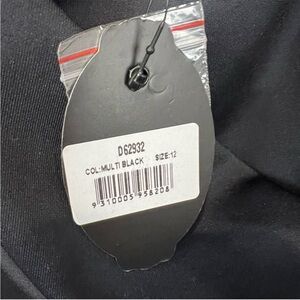 D62932
COL:MULTI BLACK SIZE:12
9 310005 958208